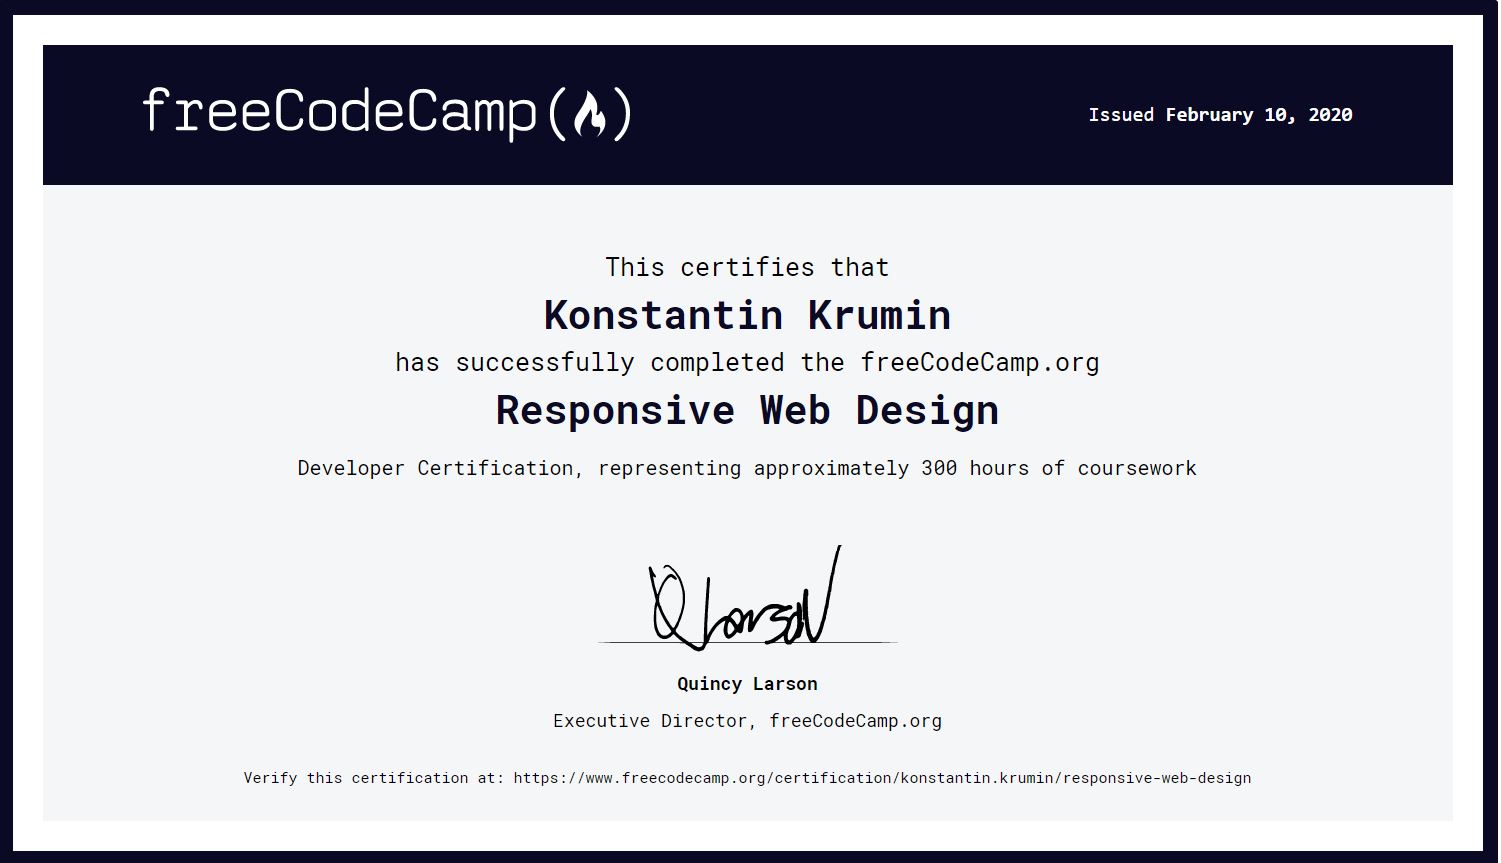 freeCodeCamp(🔥)
Issued February 10, 2020
This certifies that
Konstantin Krumin
has successfully completed the freeCodeCamp.org
Responsive Web Design
Developer Certification, representing approximately 300 hours of coursework
Q Larson
Quincy Larson
Executive Director, freeCodeCamp.org
Verify this certification at: https://www.freecodecamp.org/certification/konstantin.krumin/responsive-web-design